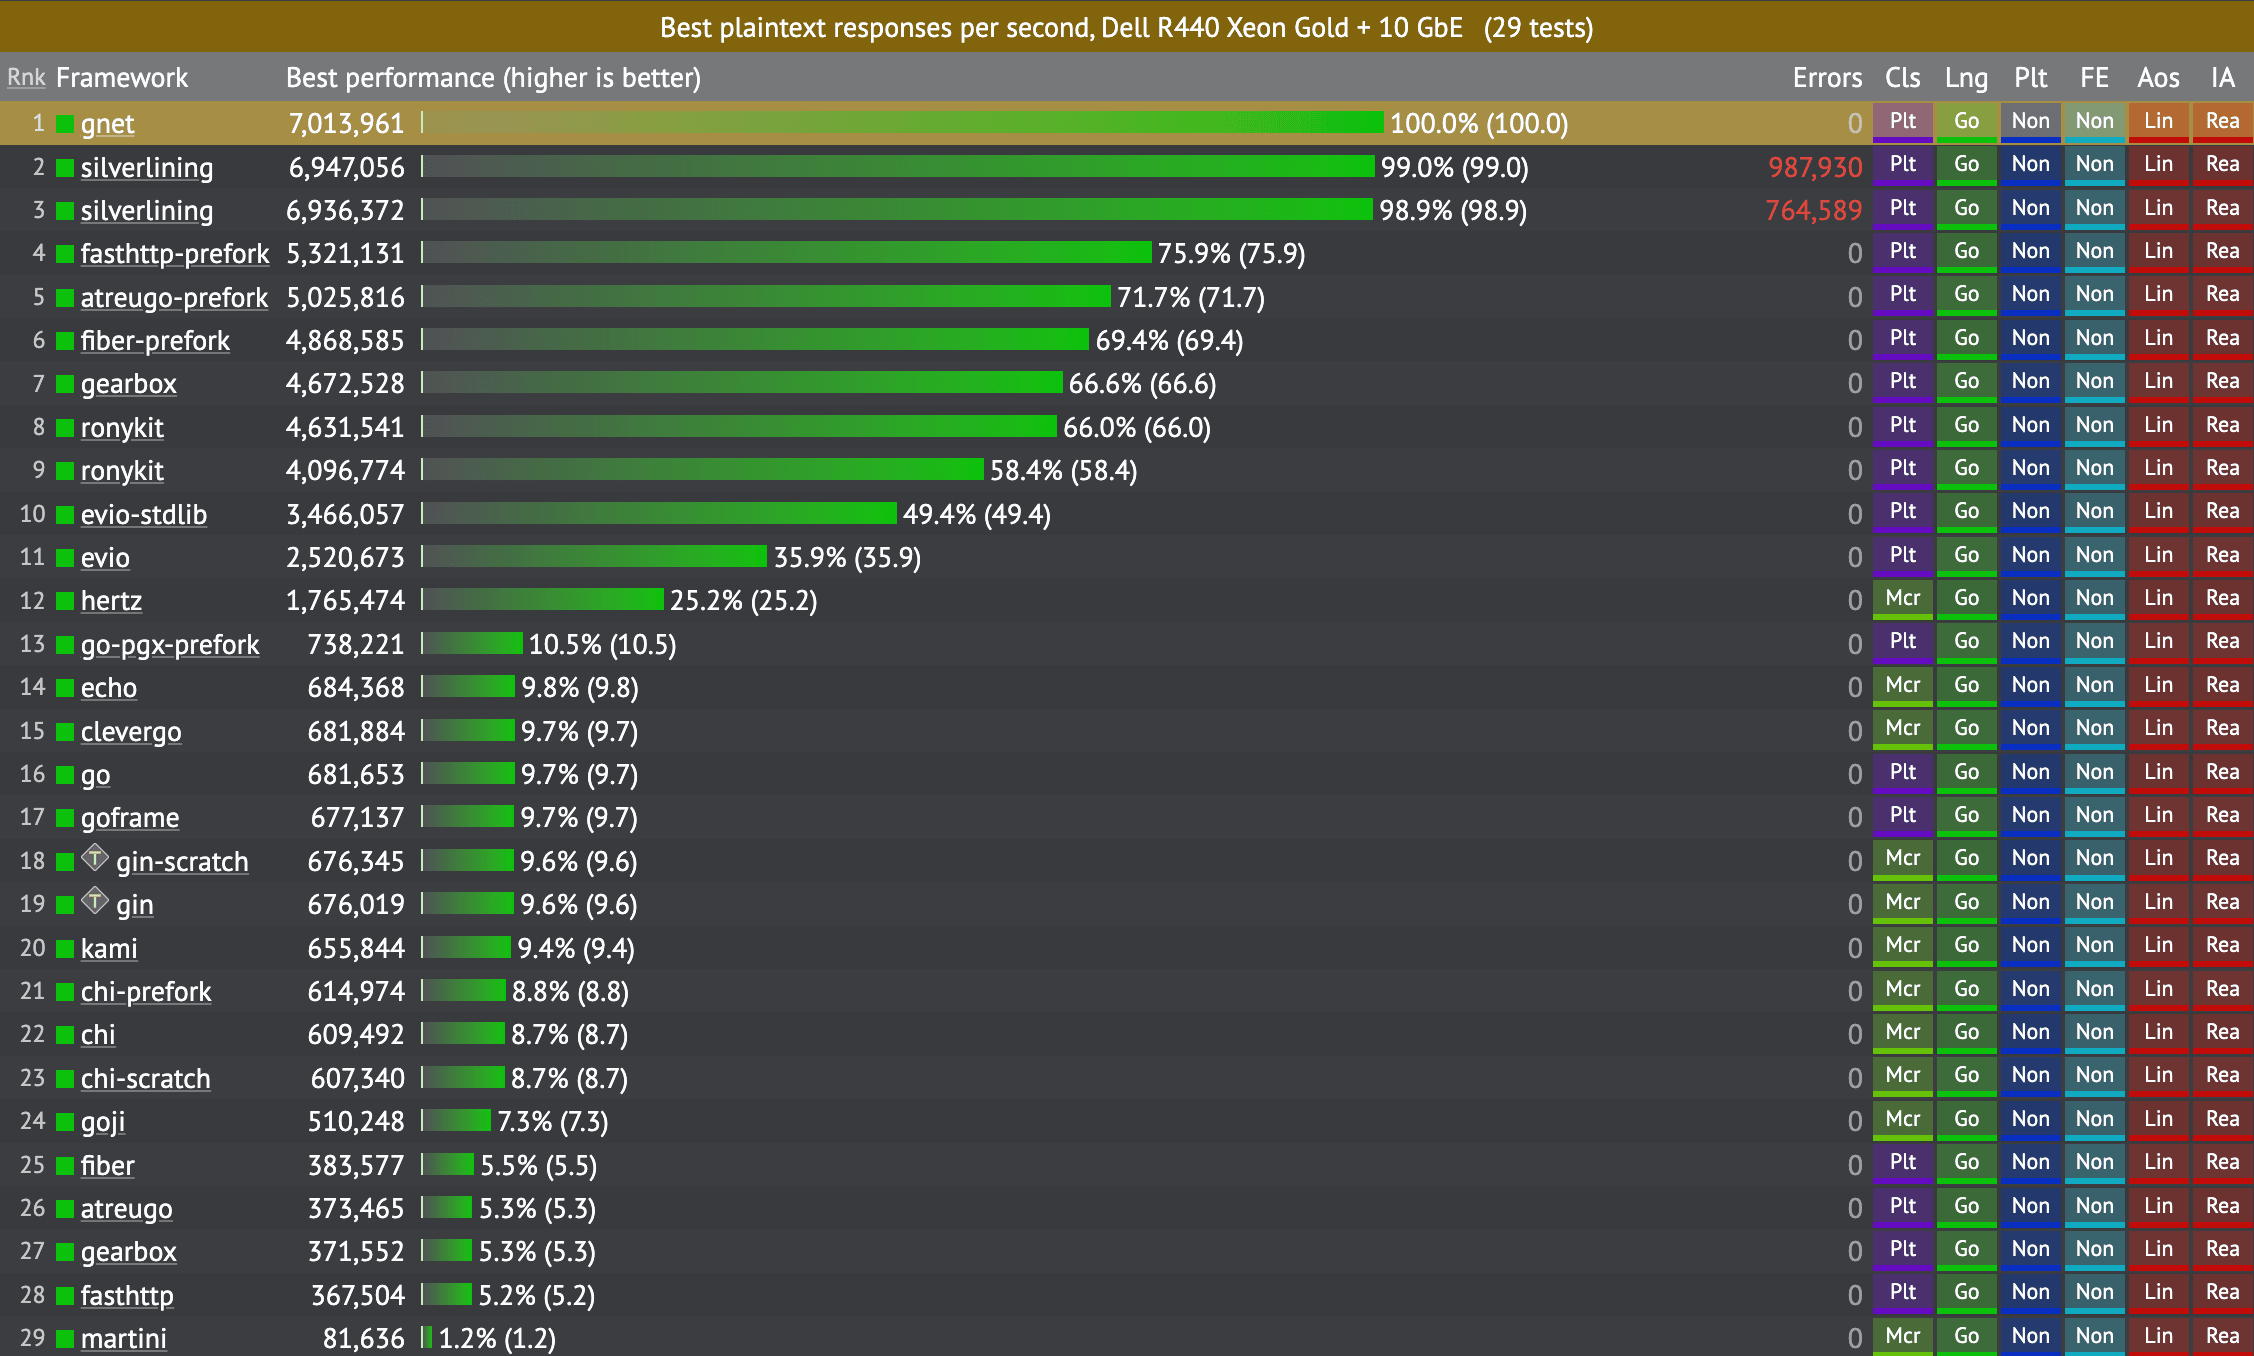 Best plaintext responses per second, Dell R440 Xeon Gold + 10 GbE (29 tests)
Rnk Framework Best performance (higher is better) Errors Cls Lng Plt FE Aos IA
1 gnet 7,013,961 100.0% (100.0) 0 Plt Go Non Non Lin Rea
2 silverlining 6,947,056 99.0% (99.0) 987,930 Plt Go Non Non Lin Rea
3 silverlining 6,936,372 98.9% (98.9) 764,589 Plt Go Non Non Lin Rea
4 fasthttp-prefork 5,321,131 75.9% (75.9) 0 Plt Go Non Non Lin Rea
5 atreugo-prefork 5,025,816 71.7% (71.7) 0 Plt Go Non Non Lin Rea
6 fiber-prefork 4,868,585 69.4% (69.4) 0 Plt Go Non Non Lin Rea
7 gearbox 4,672,528 66.6% (66.6) 0 Plt Go Non Non Lin Rea
8 ronykit 4,631,541 66.0% (66.0) 0 Plt Go Non Non Lin Rea
9 ronykit 4,096,774 58.4% (58.4) 0 Plt Go Non Non Lin Rea
10 evio-stdlib 3,466,057 49.4% (49.4) 0 Plt Go Non Non Lin Rea
11 evio 2,520,673 35.9% (35.9) 0 Plt Go Non Non Lin Rea
12 hertz 1,765,474 25.2% (25.2) 0 Mcr Go Non Non Lin Rea
13 go-pgx-prefork 738,221 10.5% (10.5) 0 Plt Go Non Non Lin Rea
14 echo 684,368 9.8% (9.8) 0 Mcr Go Non Non Lin Rea
15 clevergo 681,884 9.7% (9.7) 0 Mcr Go Non Non Lin Rea
16 go 681,653 9.7% (9.7) 0 Plt Go Non Non Lin Rea
17 goframe 677,137 9.7% (9.7) 0 Plt Go Non Non Lin Rea
18 T gin-scratch 676,345 9.6% (9.6) 0 Mcr Go Non Non Lin Rea
19 T gin 676,019 9.6% (9.6) 0 Mcr Go Non Non Lin Rea
20 kami 655,844 9.4% (9.4) 0 Mcr Go Non Non Lin Rea
21 chi-prefork 614,974 8.8% (8.8) 0 Mcr Go Non Non Lin Rea
22 chi 609,492 8.7% (8.7) 0 Mcr Go Non Non Lin Rea
23 chi-scratch 607,340 8.7% (8.7) 0 Mcr Go Non Non Lin Rea
24 goji 510,248 7.3% (7.3) 0 Mcr Go Non Non Lin Rea
25 fiber 383,577 5.5% (5.5) 0 Plt Go Non Non Lin Rea
26 atreugo 373,465 5.3% (5.3) 0 Plt Go Non Non Lin Rea
27 gearbox 371,552 5.3% (5.3) 0 Plt Go Non Non Lin Rea
28 fasthttp 367,504 5.2% (5.2) 0 Plt Go Non Non Lin Rea
29 martini 81,636 1.2% (1.2) 0 Mcr Go Non Non Lin Rea